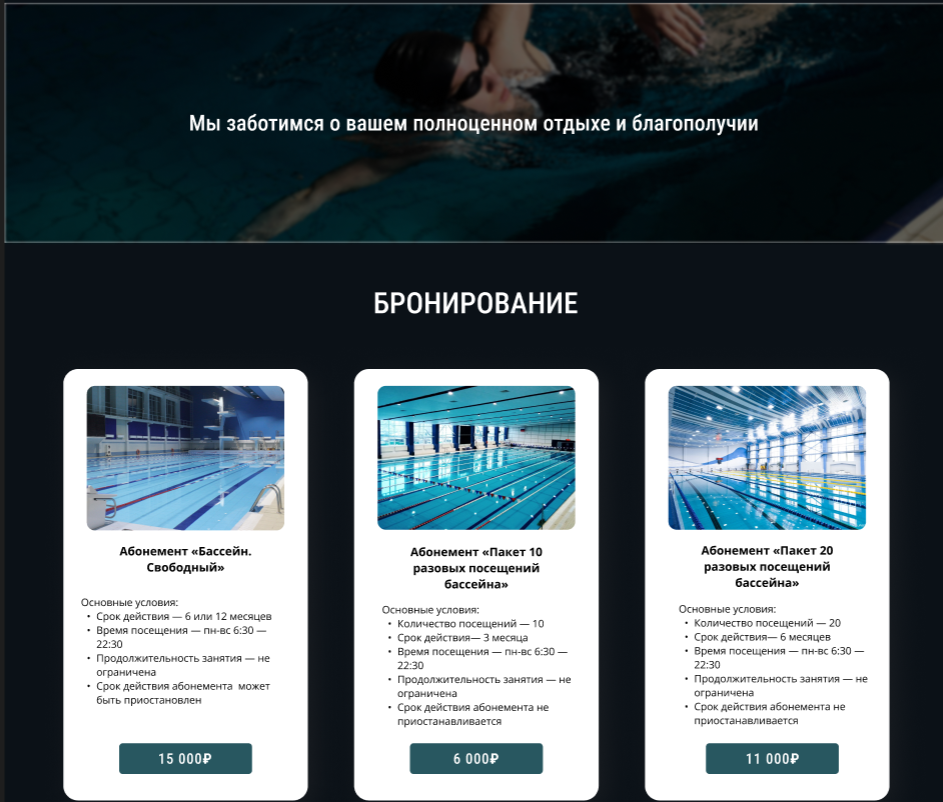 Мы заботимся о вашем полноценном отдыхе и благополучии
БРОНИРОВАНИЕ
Абонемент «Бассейн.
Свободный»
Основные условия:
• Срок действия — 6 или 12 месяцев
• Время посещения — пн-вс 6:30 —
22:30
• Продолжительность занятия — не
ограничена
• Срок действия абонемента  может
быть приостановлен
15 000₽
Абонемент «Пакет 10
разовых посещений
бассейна»
Основные условия:
• Количество посещений — 10
• Срок действия— 3 месяца
• Время посещения — пн-вс 6:30 —
22:30
• Продолжительность занятия — не
ограничена
• Срок действия абонемента не
приостанавливается
6 000₽
Абонемент «Пакет 20
разовых посещений
бассейна»
Основные условия:
• Количество посещений — 20
• Срок действия— 6 месяцев
• Время посещения — пн-вс 6:30 —
22:30
• Продолжительность занятия — не
ограничена
• Срок действия абонемента не
приостанавливается
11 000₽